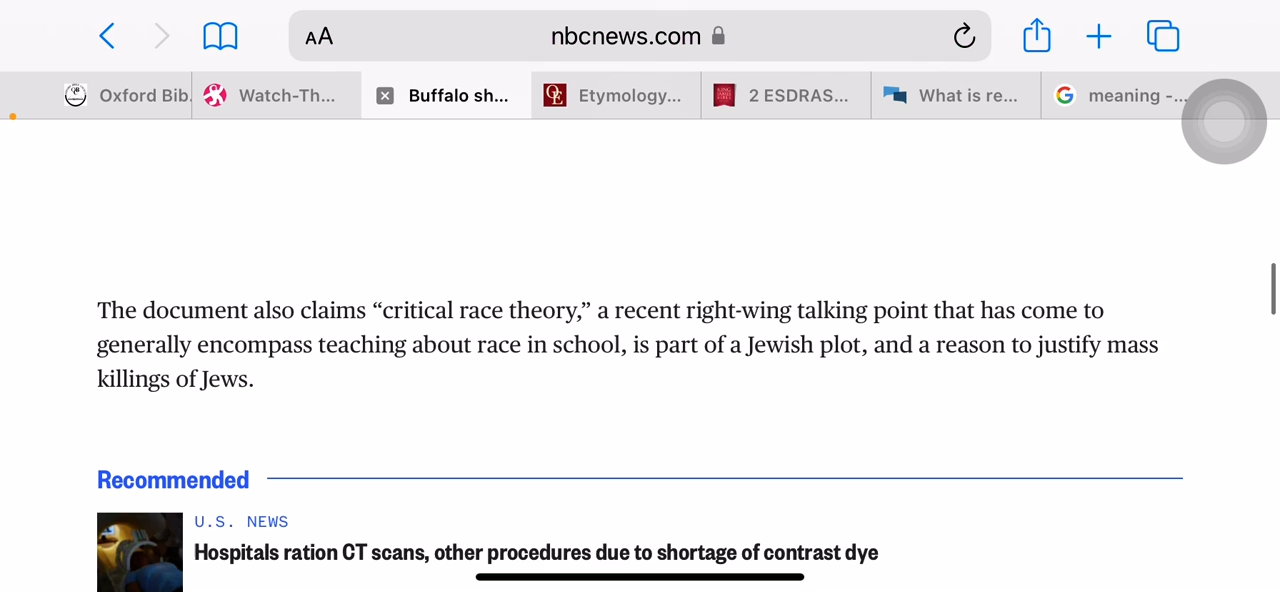 AA nbcnews.com
Oxford Bib. Watch-Th... Buffalo sh... OE Etymology... 2 ESDRAS... What is re... meaning -...
The document also claims “critical race theory,” a recent right-wing talking point that has come to
generally encompass teaching about race in school, is part of a Jewish plot, and a reason to justify mass
killings of Jews.
Recommended
U.S. NEWS
Hospitals ration CT scans, other procedures due to shortage of contrast dye